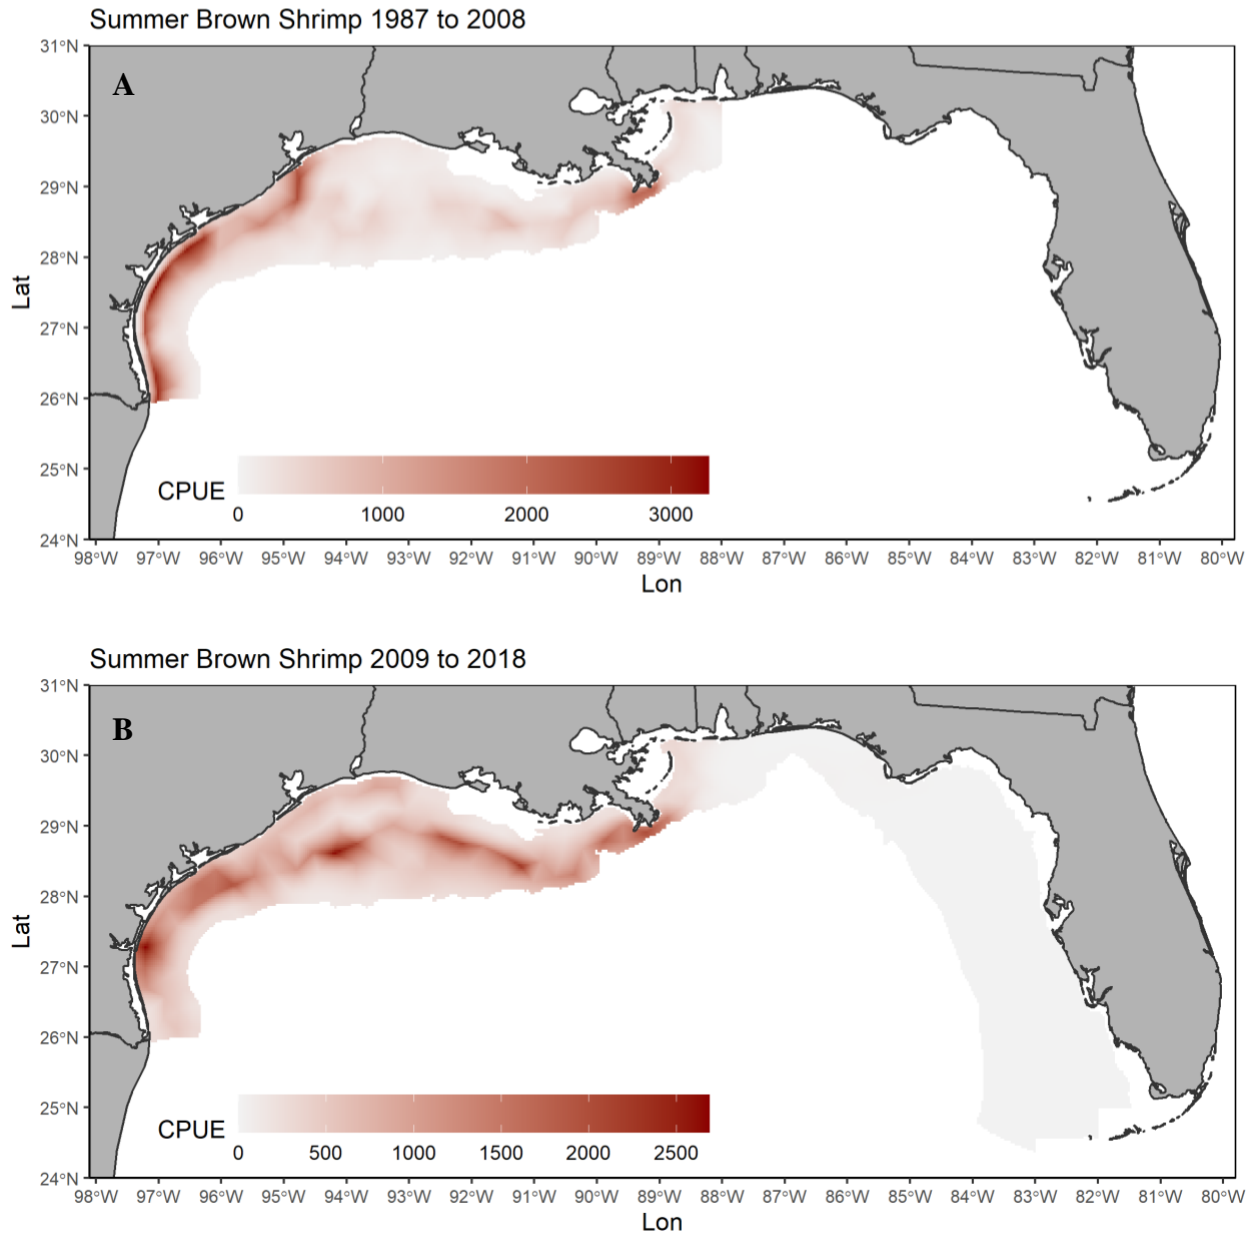 Summer Brown Shrimp 1987 to 2008
A
31°N
30°N
29°N
28°N
27°N
26°N
25°N
24°N
Lat
CPUE
0 1000 2000 3000
98°W 97°W 96°W 95°W 94°W 93°W 92°W 91°W 90°W 89°W 88°W 87°W 86°W 85°W 84°W 83°W 82°W 81°W 80°W
Lon
Summer Brown Shrimp 2009 to 2018
B
31°N
30°N
29°N
28°N
27°N
26°N
25°N
24°N
Lat
CPUE
0 500 1000 1500 2000 2500
98°W 97°W 96°W 95°W 94°W 93°W 92°W 91°W 90°W 89°W 88°W 87°W 86°W 85°W 84°W 83°W 82°W 81°W 80°W
Lon